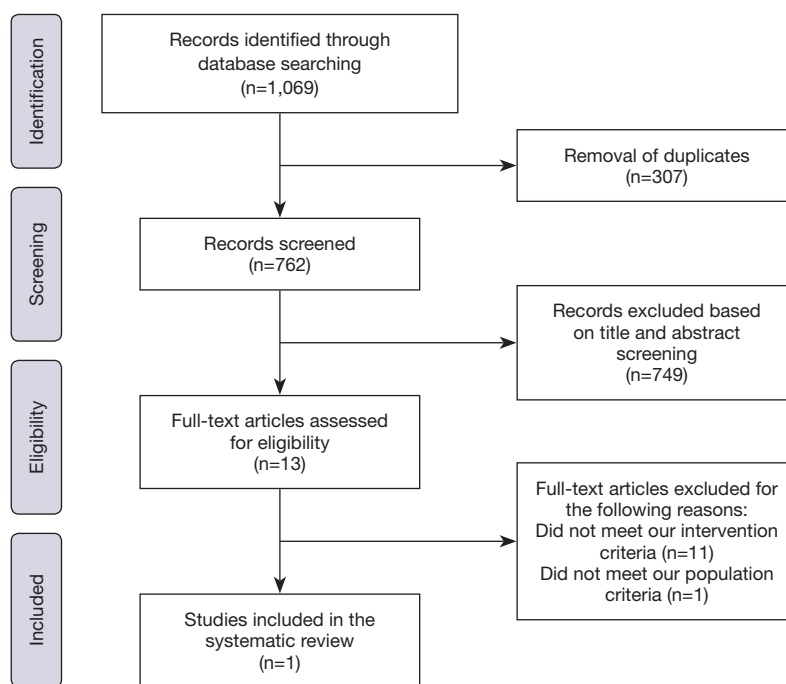 Identification
Records identified through
database searching
(n=1,069)
Removal of duplicates
(n=307)
Screening
Records screened
(n=762)
Records excluded based
on title and abstract
screening
(n=749)
Eligibility
Full-text articles assessed
for eligibility
(n=13)
Full-text articles excluded for
the following reasons:
Did not meet our intervention
criteria (n=11)
Did not meet our population
criteria (n=1)
Included
Studies included in the
systematic review
(n=1)